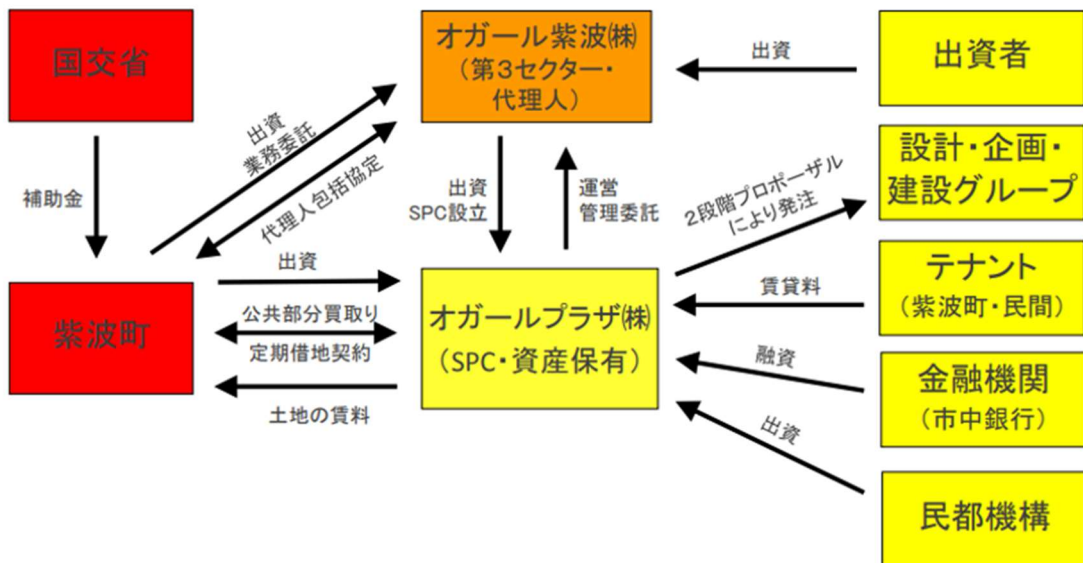 国交省
オガール紫波㈱
（第3セクター・
代理人）
出資
出資者
補助金
出資
業務委託
代理人包括協定
出資
SPC設立
運営
管理委託
2段階プロポーザル
により発注
設計・企画・
建設グループ
紫波町
出資
公共部分買取り
定期借地契約
土地の賃料
オガールプラザ㈱
（SPC・資産保有）
賃貸料
テナント
（紫波町・民間）
融資
金融機関
（市中銀行）
出資
民都機構